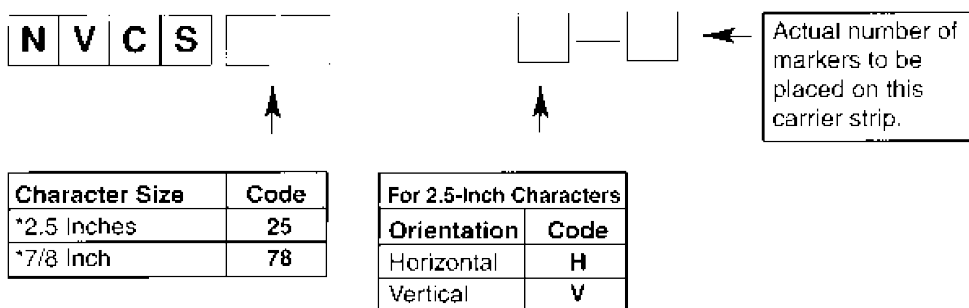 N V C S —
Actual number of
markers to be
placed on this
carrier strip.
Character Size Code
*2.5 Inches 25
*7/8 Inch 78
For 2.5-Inch Characters
Orientation Code
Horizontal H
Vertical V